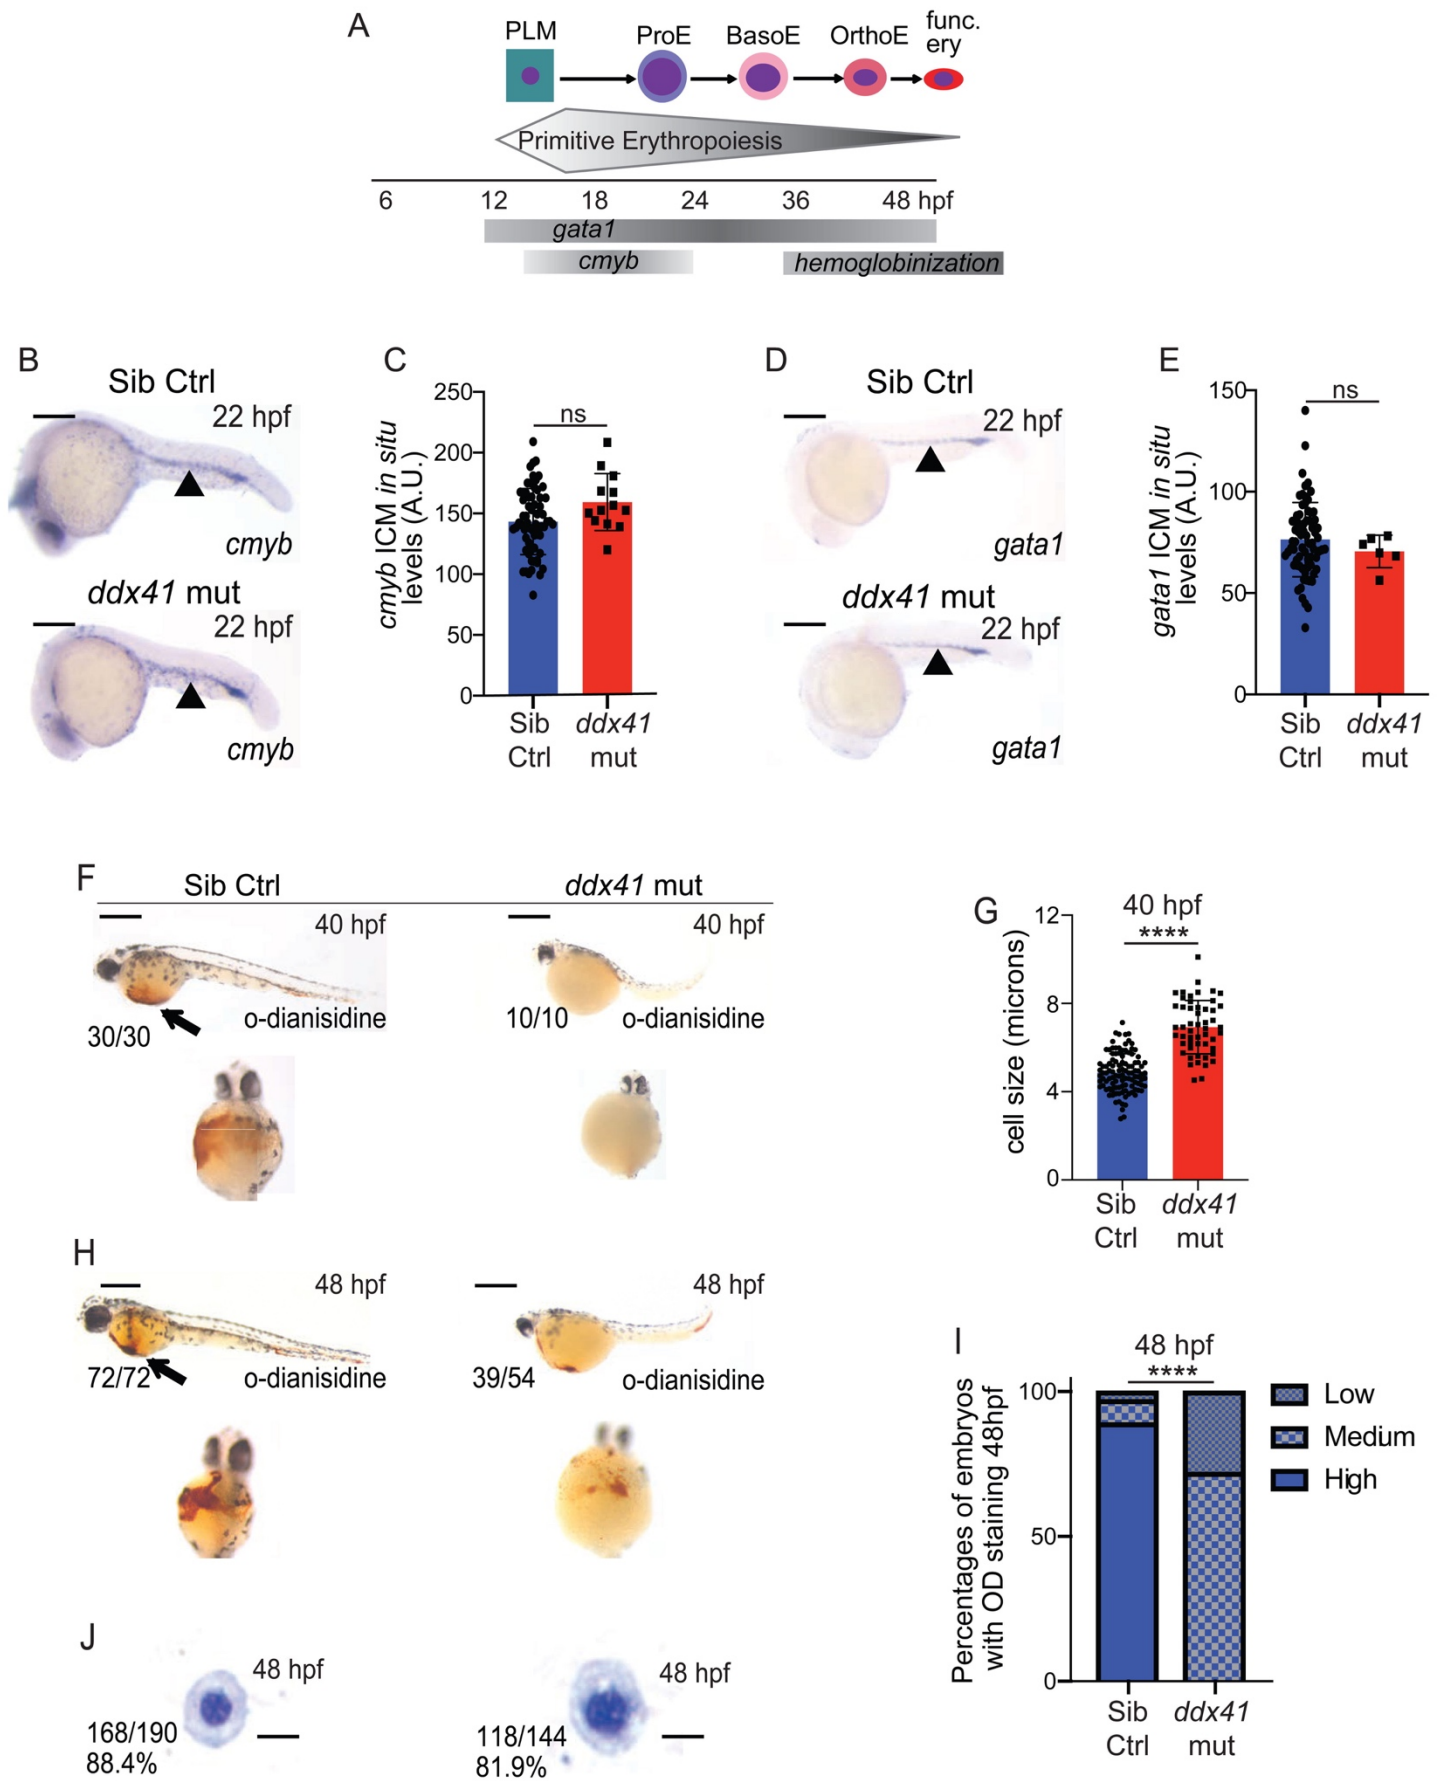 A
PLM
ProE
BasoE
OrthoE
func.
ery
Primitive Erythropoiesis
6 12 18 24 36 48 hpf
gata1
cmyb
hemoglobinization
B
Sib Ctrl
22 hpf
cmyb
ddx41 mut
22 hpf
cmyb
C
cmyb ICM in situ
levels (A.U.)
250
200
150
100
50
0
ns
Sib
Ctrl
ddx41
mut
D
Sib Ctrl
22 hpf
gata1
ddx41 mut
22 hpf
gata1
E
gata1 ICM in situ
levels (A.U.)
150
100
50
0
ns
Sib
Ctrl
ddx41
mut
F
Sib Ctrl
ddx41 mut
40 hpf
30/30
o-dianisidine
40 hpf
10/10
o-dianisidine
G
40 hpf
****
cell size (microns)
12
8
4
0
Sib
Ctrl
ddx41
mut
H
48 hpf
72/72
o-dianisidine
48 hpf
39/54
o-dianisidine
I
48 hpf
****
Percentages of embryos
with OD staining 48hpf
100
50
0
Low
Medium
High
Sib
Ctrl
ddx41
mut
J
48 hpf
168/190
88.4%
48 hpf
118/144
81.9%